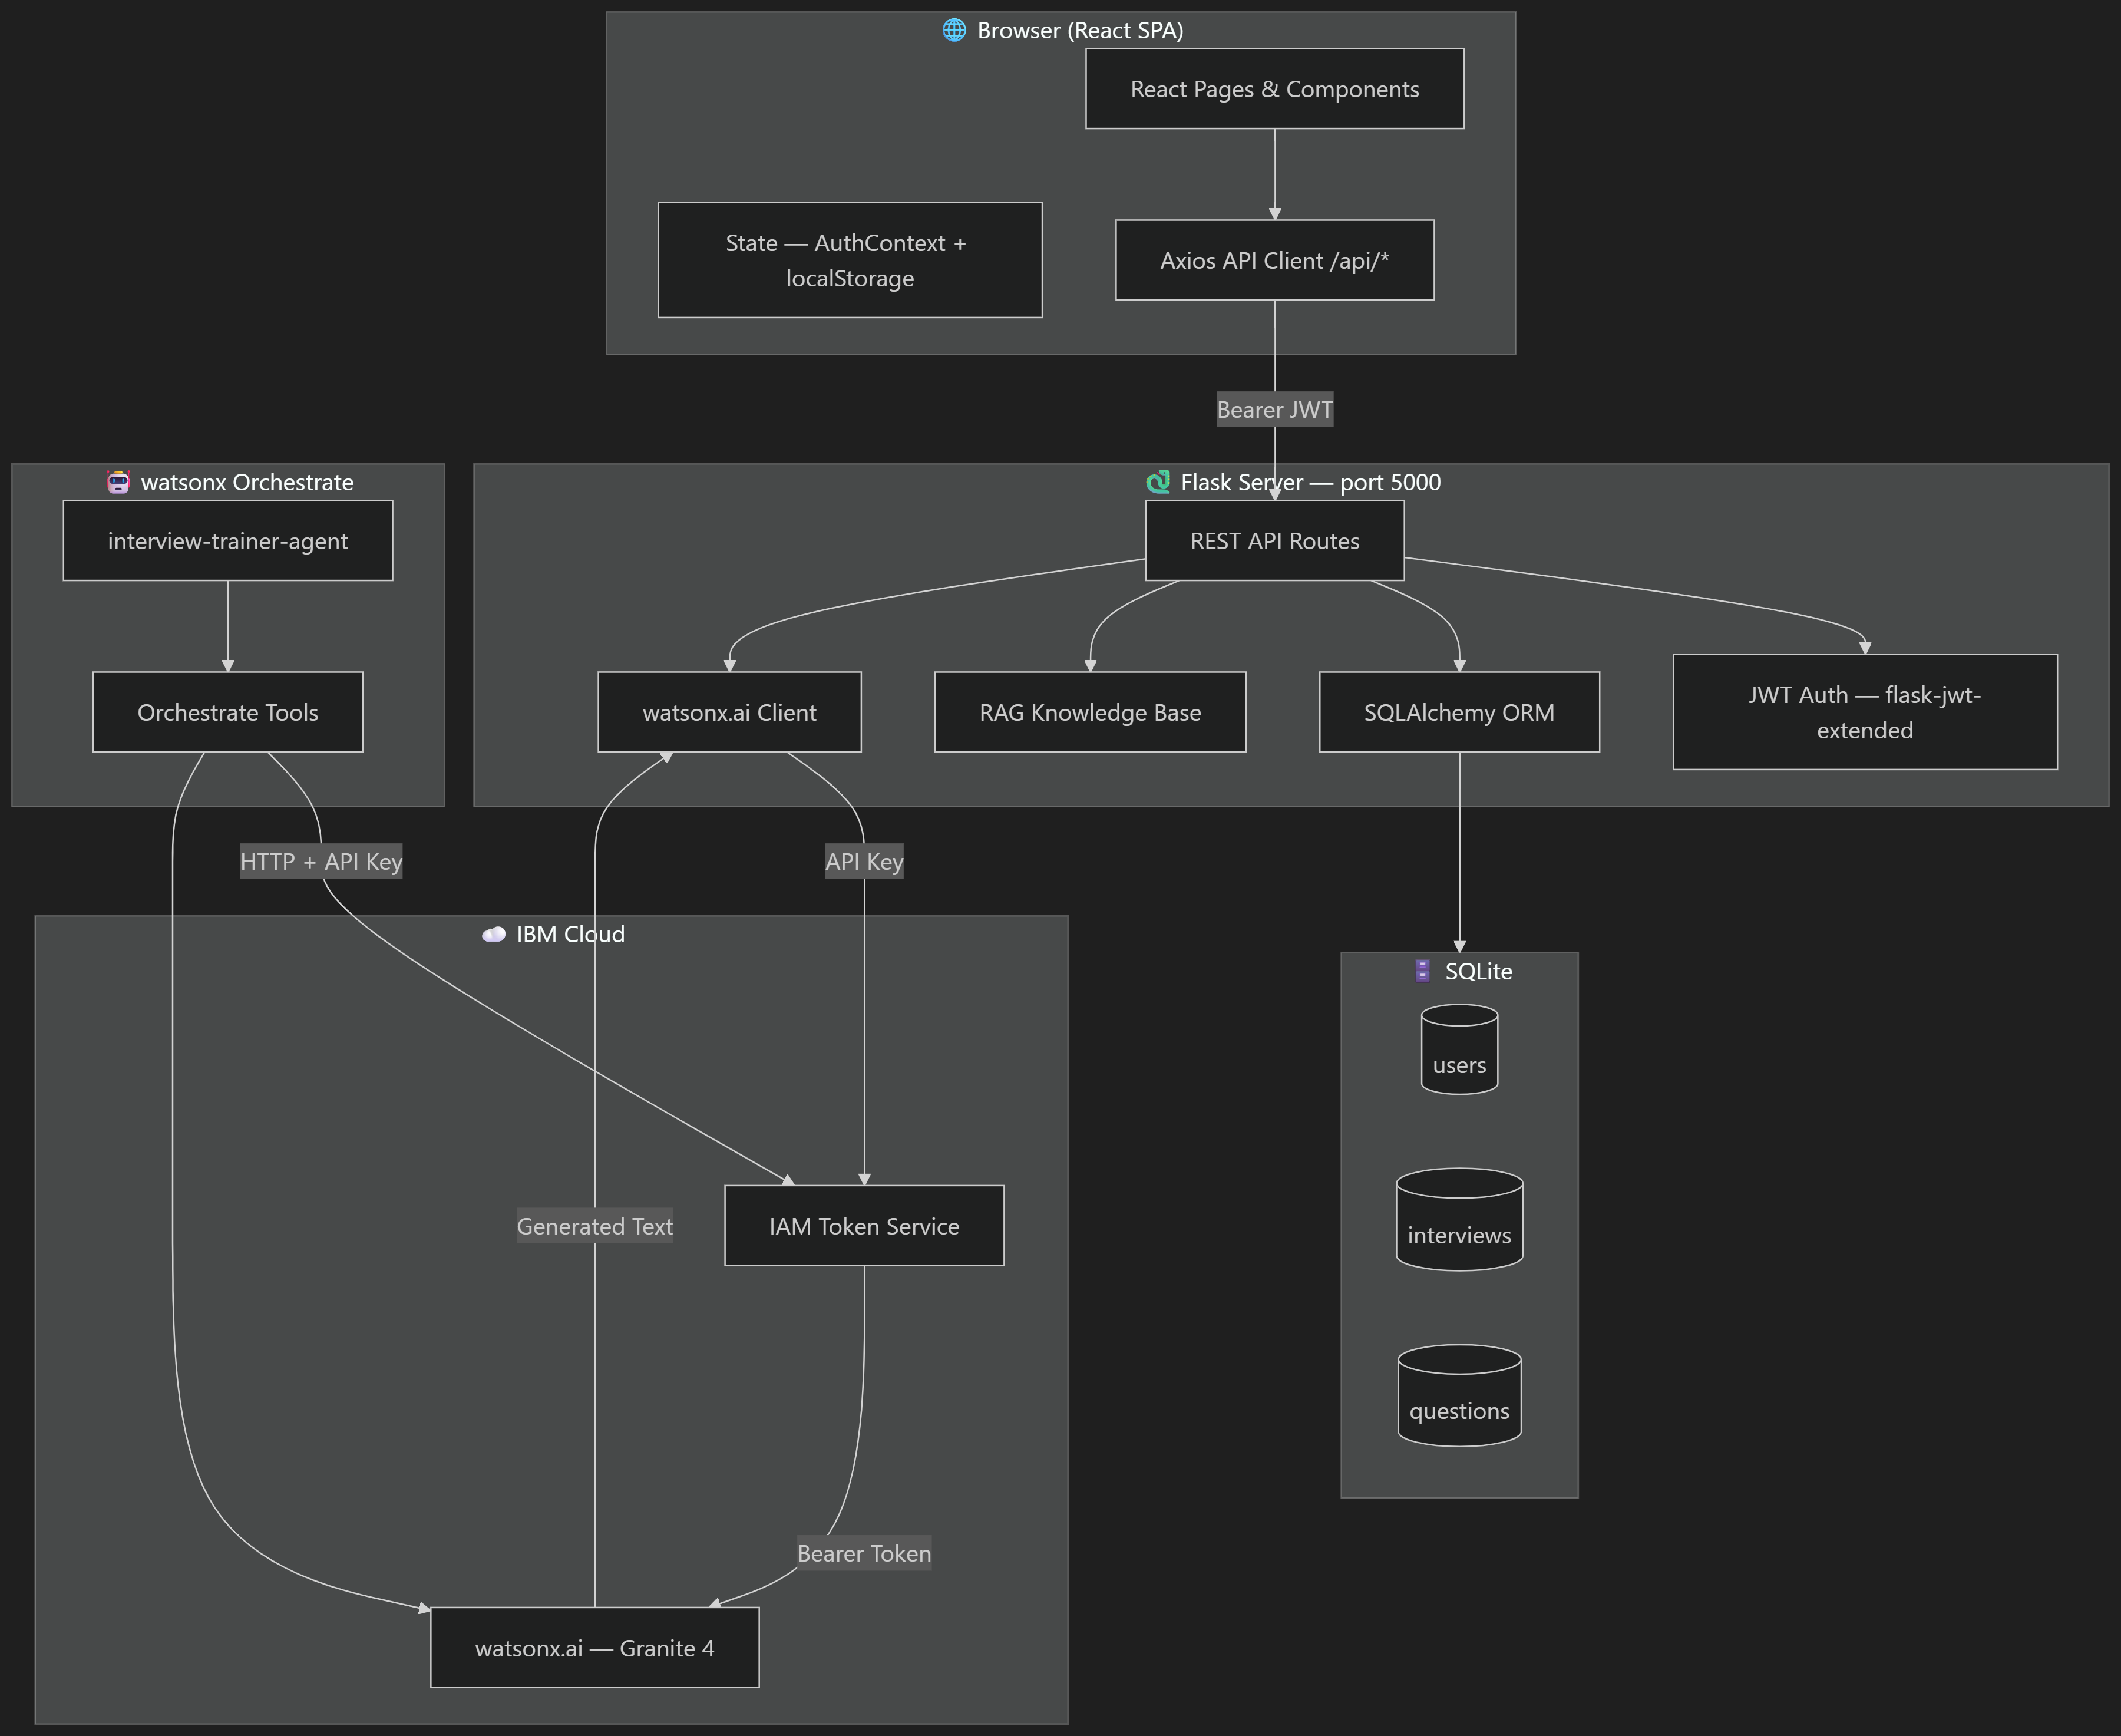 Browser (React SPA)
React Pages & Components
State — AuthContext +
localStorage
Axios API Client /api/*
Bearer JWT
watsonx Orchestrate
interview-trainer-agent
Orchestrate Tools
Flask Server — port 5000
REST API Routes
watsonx.ai Client
RAG Knowledge Base
SQLAlchemy ORM
JWT Auth — flask-jwt-
extended
HTTP + API Key
API Key
IBM Cloud
IAM Token Service
Generated Text
Bearer Token
watsonx.ai — Granite 4
SQLite
users
interviews
questions